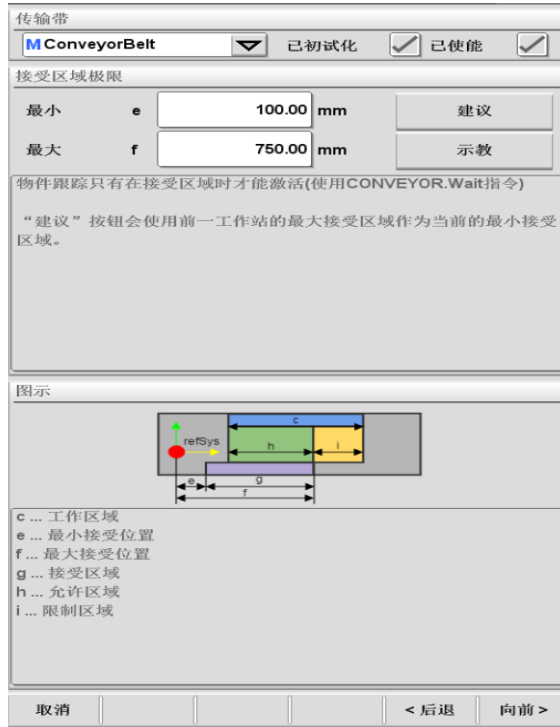 传输带
M ConveyorBelt 已初试化 已使能
接受区域极限
最小 e 100.00 mm 建议
最大 f 750.00 mm 示教
物件跟踪只有在接受区域时才能激活(使用CONVEYOR.Wait指令)
“建议”按钮会使用前一工作站的最大接受区域作为当前的最小接受
区域。
图示
c
refSys
h i
e g
f
c ... 工作区域
e ... 最小接受位置
f ... 最大接受位置
g ... 接受区域
h ... 允许区域
i ... 限制区域
取消 < 后退 向前 >